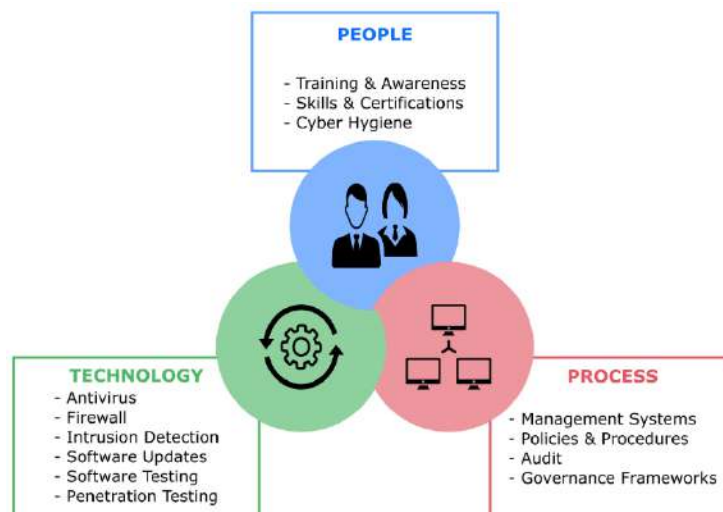 PEOPLE
- Training & Awareness
- Skills & Certifications
- Cyber Hygiene
TECHNOLOGY
- Antivirus
- Firewall
- Intrusion Detection
- Software Updates
- Software Testing
- Penetration Testing
PROCESS
- Management Systems
- Policies & Procedures
- Audit
- Governance Frameworks